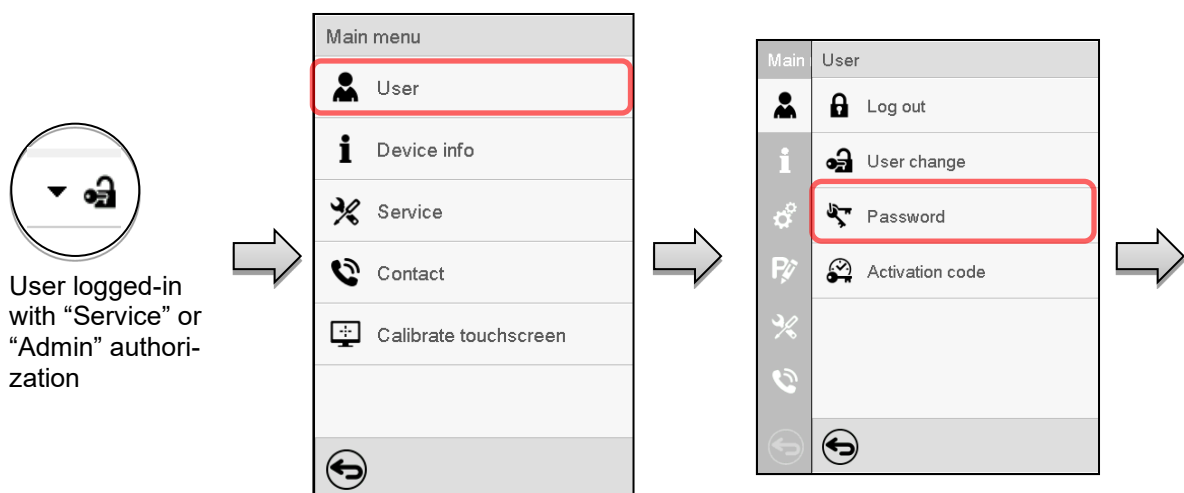 User logged-in
with “Service” or
“Admin” authori-
zation
Main menu
User
Device info
Service
Contact
Calibrate touchscreen
Main
User
Log out
User change
Password
Activation code